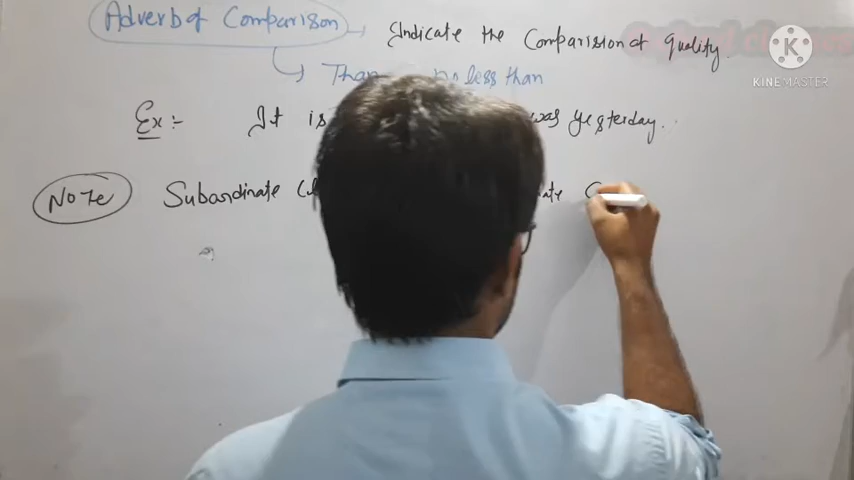 Adverb of Comparison → Indicate the Comparision of quality.
Than no less than
Ex :- It is was yesterday.
Note Subordinate
KINEMASTER